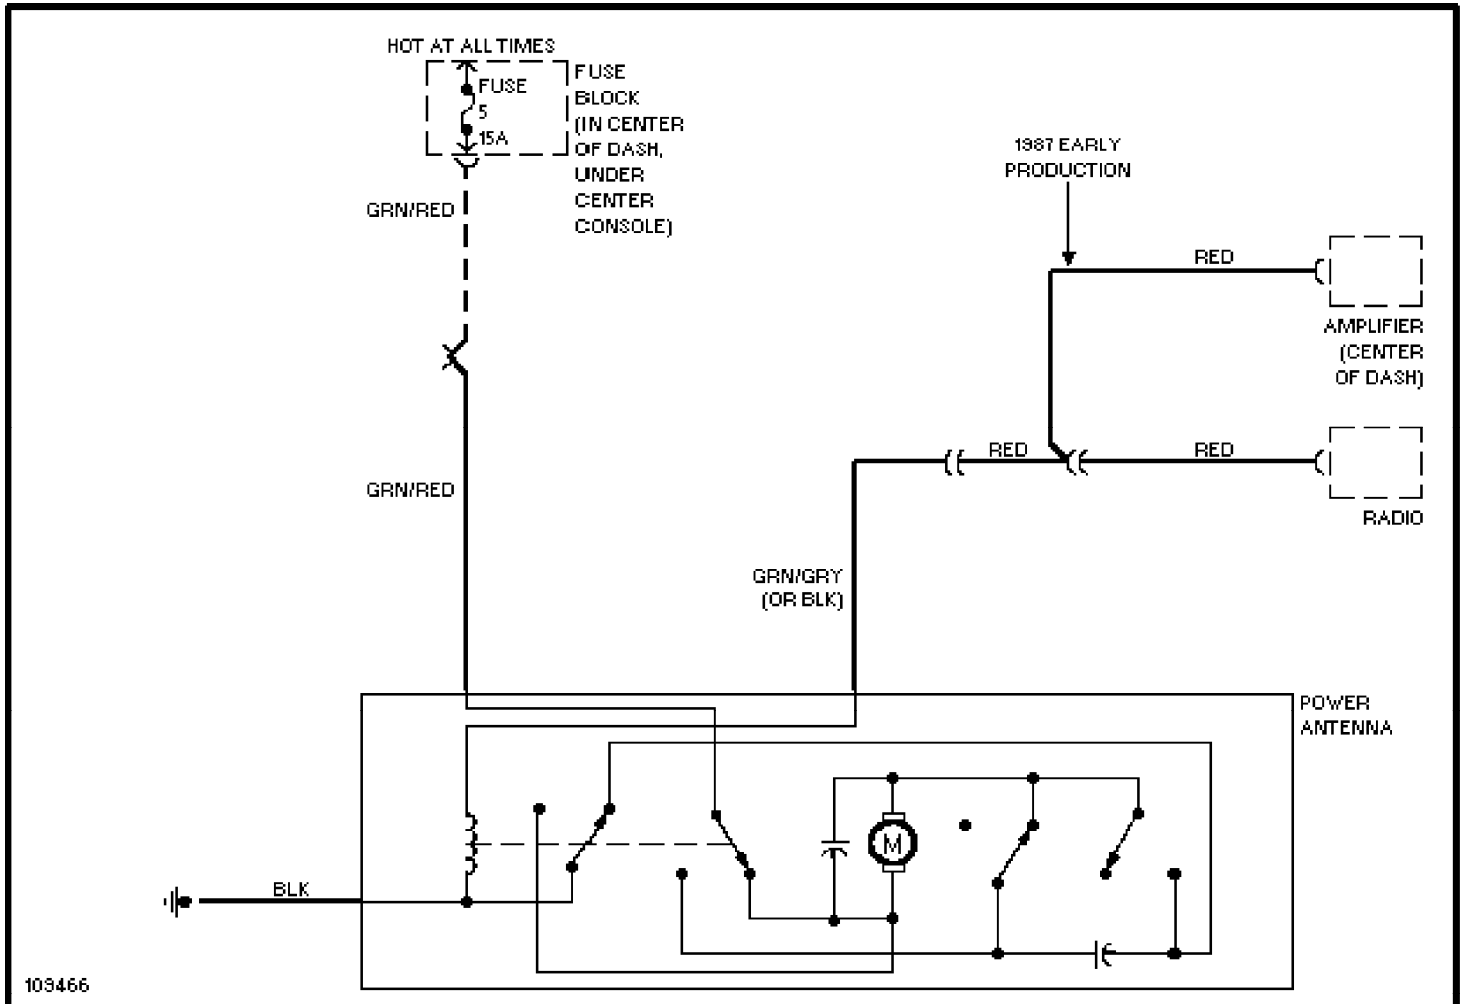 HOT AT ALL TIMES
FUSE
5
15A
FUSE
BLOCK
(IN CENTER
OF DASH,
UNDER
CENTER
CONSOLE)
GRN/RED
1987 EARLY
PRODUCTION
RED
AMPLIFIER
(CENTER
OF DASH)
RED
RED
RADIO
GRN/RED
GRN/GRY
(OR BLK)
POWER
ANTENNA
M
BLK
109466